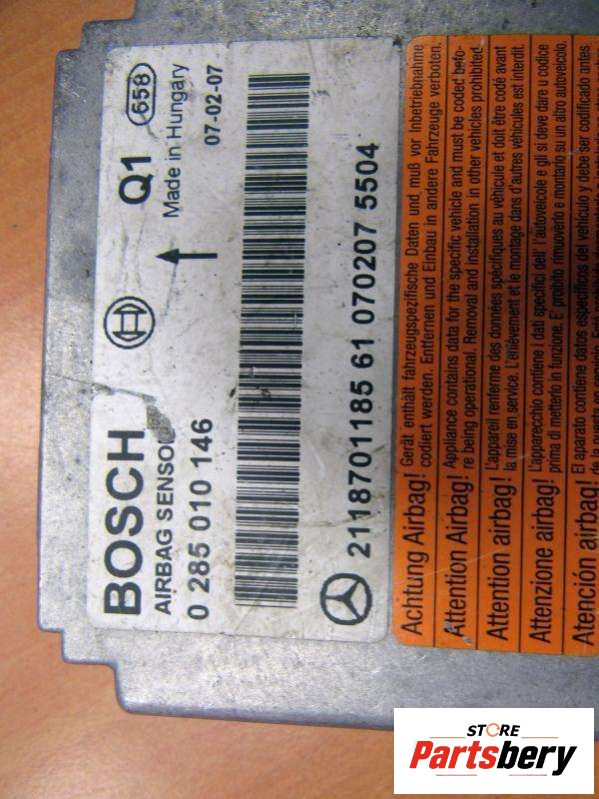 BOSCH
AIRBAG SENSOR
0 285 010 146
Q1
658
Made in Hungary
07-02-07
2118701185 61 070207 5504
Achtung Airbag! Gerät enthält fahrzeugspezifische Daten und, muß vor Inbetriebnahme
codiert werden. Entfernen und Einbau in andere Fahrzeuge verboten.
Attention Airbag! Appliance contains data for the specific vehicle and must be coded befo-
re being operational. Removal and installation in other vehicles prohibited.
Attention airbag! L'appareil renferme des données spécifiques au véhicule et doit être codé avant
la mise en service. L'enlèvement et le montage dans d'autres véhicules est interdit.
Attenzione airbag! L'apparecchio contiene i dati specifici dell' l'autoveicolo e gli si deve dare u codice
prima di metterlo in funzione. E' proibito rimuoverlo e montarlo su un altro autoveicolo.
Atención airbag! El aparato contiene datos específicos del vehículo y debe ser codificado antes
STORE
Partsbery